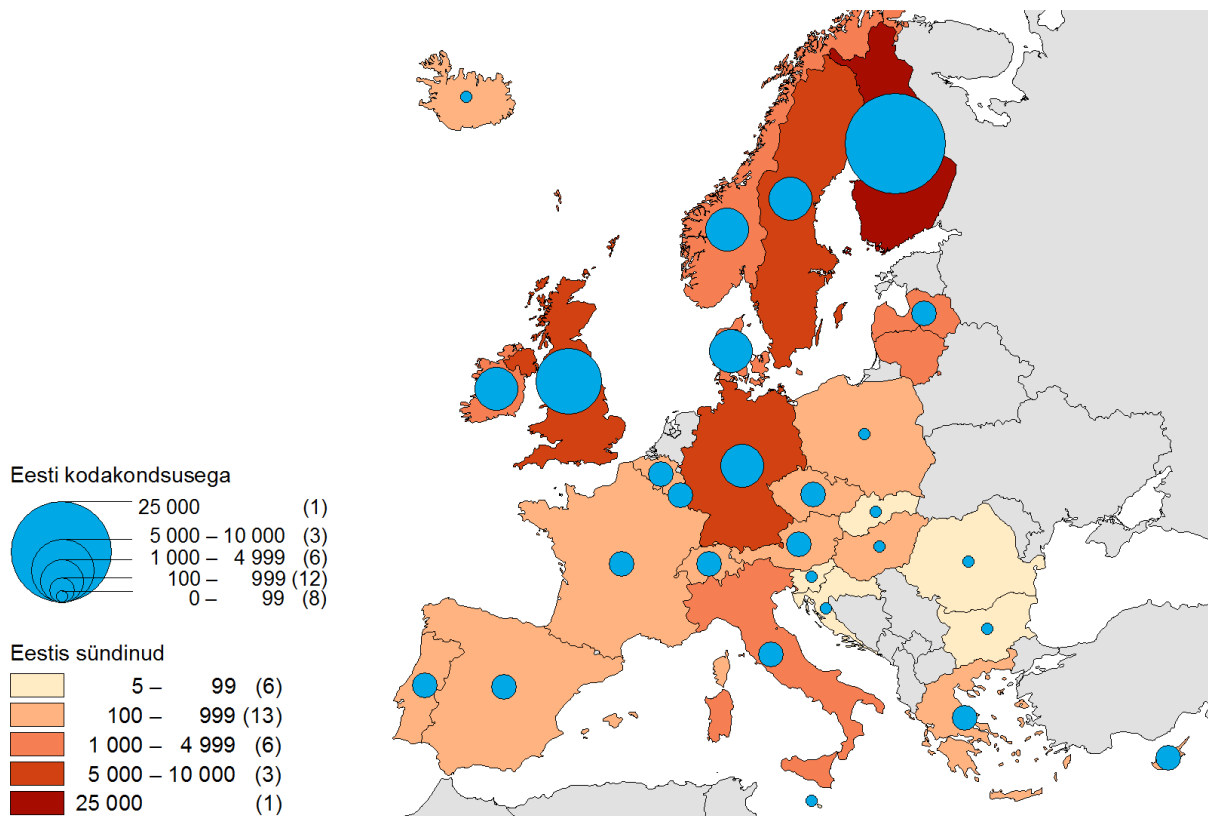 Eesti kodakondsusega
25 000 (1)
5 000 – 10 000 (3)
1 000 – 4 999 (6)
100 – 999 (12)
0 – 99 (8)
Eestis sündinud
5 – 99 (6)
100 – 999 (13)
1 000 – 4 999 (6)
5 000 – 10 000 (3)
25 000 (1)